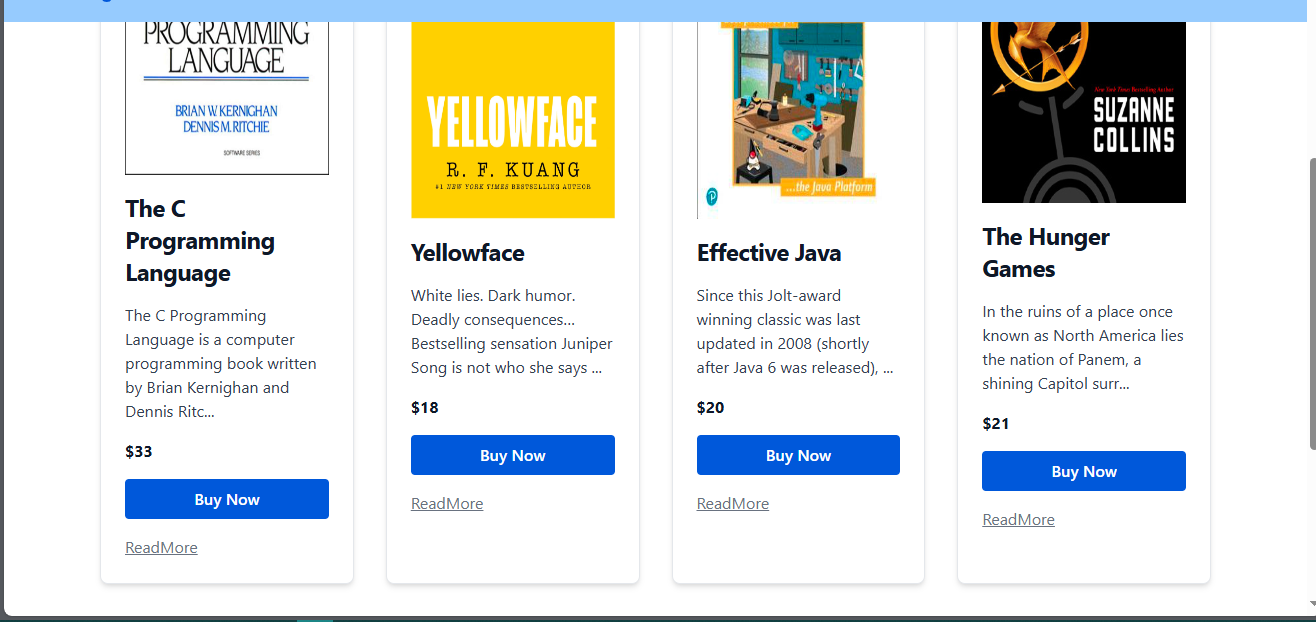 PROGRAMMING
LANGUAGE
BRIAN W. KERNIGHAN
DENNIS M. RITCHIE
SOFTWARE SERIES
The C
Programming
Language
The C Programming
Language is a computer
programming book written
by Brian Kernighan and
Dennis Ritc...
$33
Buy Now
ReadMore
YELLOWFACE
R. F. KUANG
#1 NEW YORK TIMES BESTSELLING AUTHOR
Yellowface
White lies. Dark humor.
Deadly consequences…
Bestselling sensation Juniper
Song is not who she says ...
$18
Buy Now
ReadMore
...the Java Platform
P
Effective Java
Since this Jolt-award
winning classic was last
updated in 2008 (shortly
after Java 6 was released), ...
$20
Buy Now
ReadMore
New York Times Bestselling Author
SUZANNE
COLLINS
The Hunger
Games
In the ruins of a place once
known as North America lies
the nation of Panem, a
shining Capitol surr...
$21
Buy Now
ReadMore